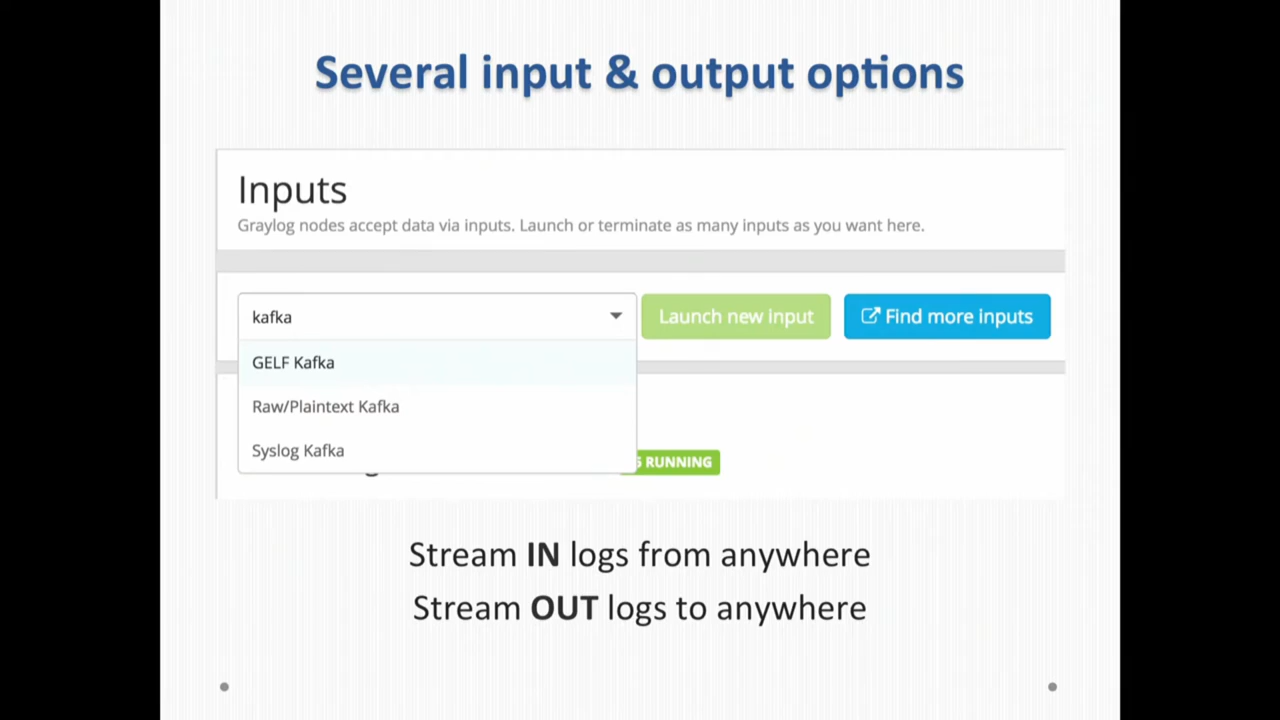 Several input & output options
Inputs
Graylog nodes accept data via inputs. Launch or terminate as many inputs as you want here.
kafka
Launch new input
Find more inputs
GELF Kafka
Raw/Plaintext Kafka
Syslog Kafka
RUNNING
Stream IN logs from anywhere
Stream OUT logs to anywhere